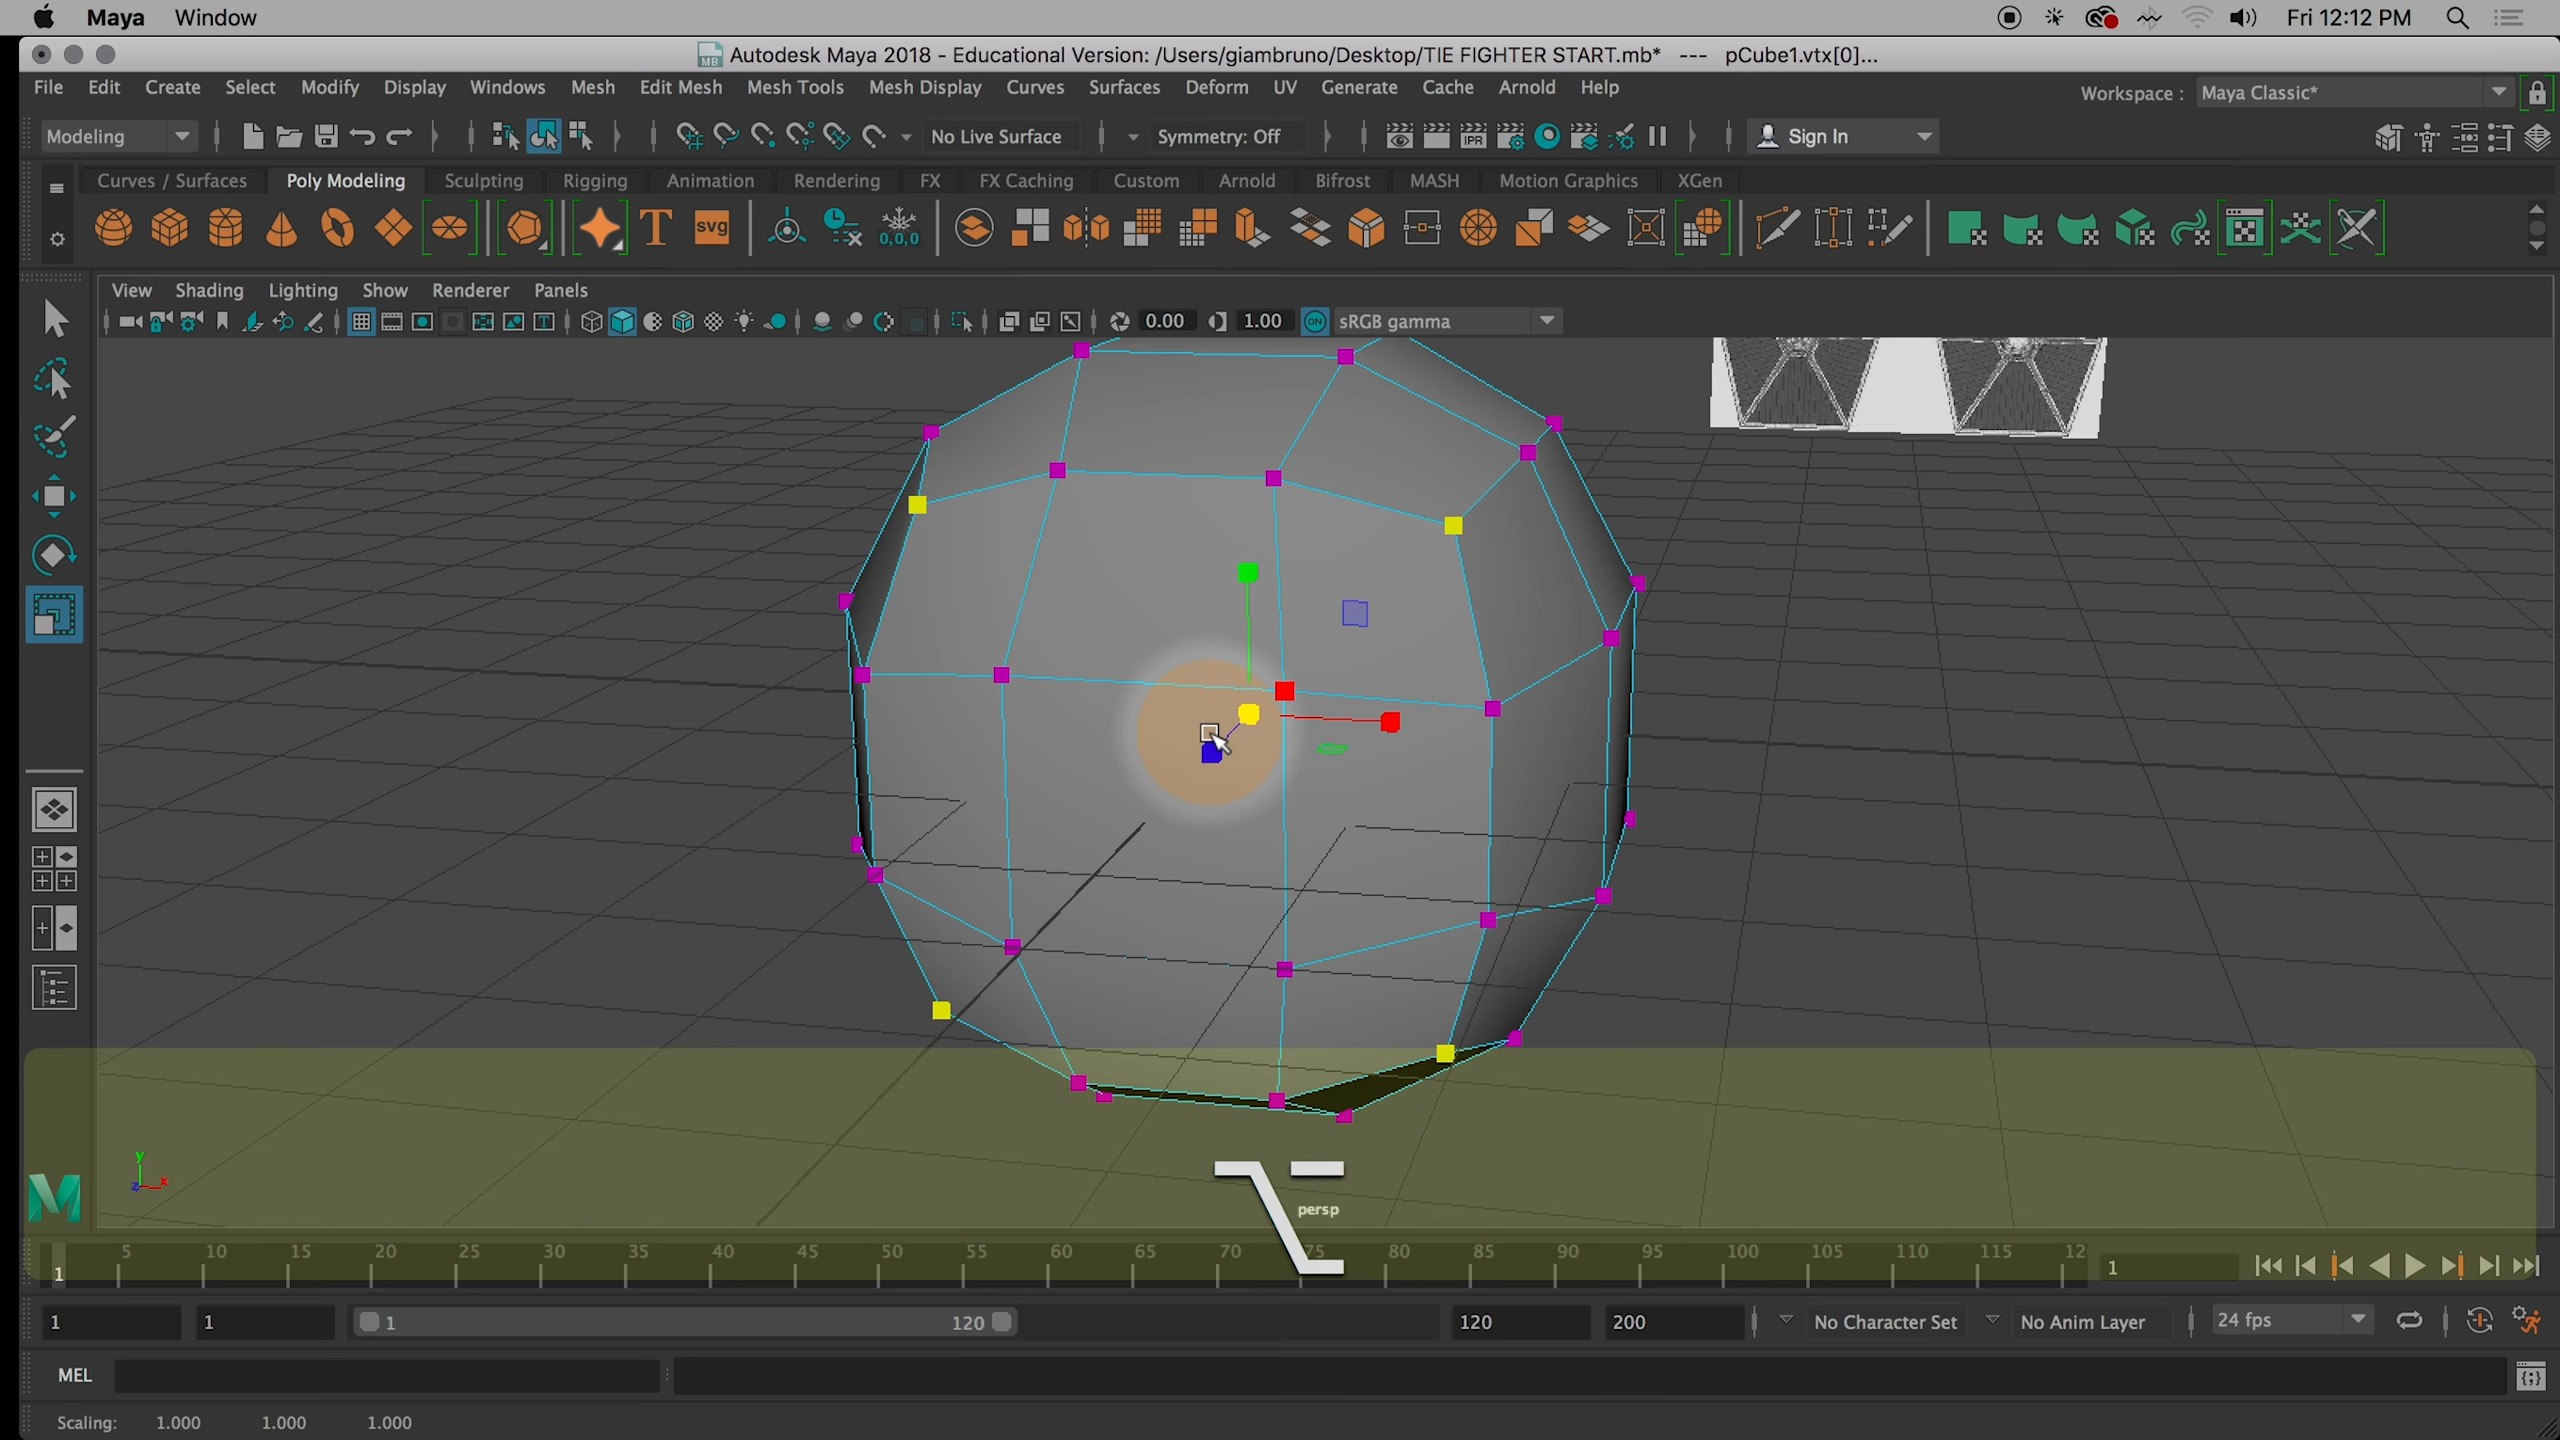 Maya Window Fri 12:12 PM
Autodesk Maya 2018 - Educational Version: /Users/giambruno/Desktop/TIE FIGHTER START.mb* --- pCube1.vtx[0]...
File Edit Create Select Modify Display Windows Mesh Edit Mesh Mesh Tools Mesh Display Curves Surfaces Deform UV Generate Cache Arnold Help Workspace : Maya Classic*
Modeling No Live Surface Symmetry: Off IPR Sign In
Curves / Surfaces Poly Modeling Sculpting Rigging Animation Rendering FX FX Caching Custom Arnold Bifrost MASH Motion Graphics XGen
T svg 0,0,0
View Shading Lighting Show Renderer Panels
0.00 1.00 ON sRGB gamma
y
z x
M
persp
5 10 15 20 25 30 35 40 45 50 55 60 65 70 75 80 85 90 95 100 105 110 115 12
1 1
1 1 1 120 120 200 No Character Set No Anim Layer 24 fps
MEL
Scaling: 1.000 1.000 1.000